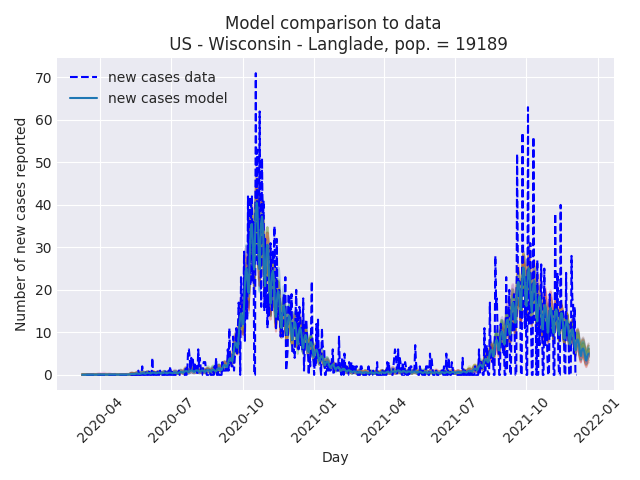 Model comparison to data
US - Wisconsin - Langlade, pop. = 19189
new cases data
new cases model
Number of new cases reported
70
60
50
40
30
20
10
0
2020-04
2020-07
2020-10
2021-01
2021-04
2021-07
2021-10
2022-01
Day